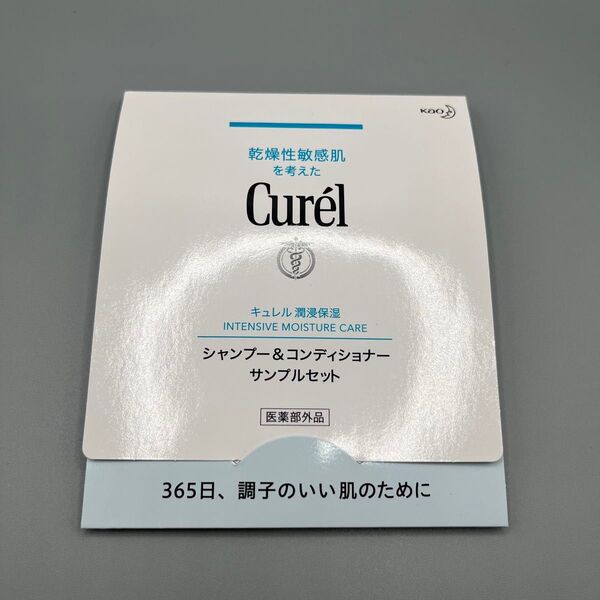 Kao
乾燥性敏感肌
を考えた
Curél
キュレル 潤浸保湿
INTENSIVE MOISTURE CARE
シャンプー＆コンディショナー
サンプルセット
医薬部外品
365日、調子のいい肌のために